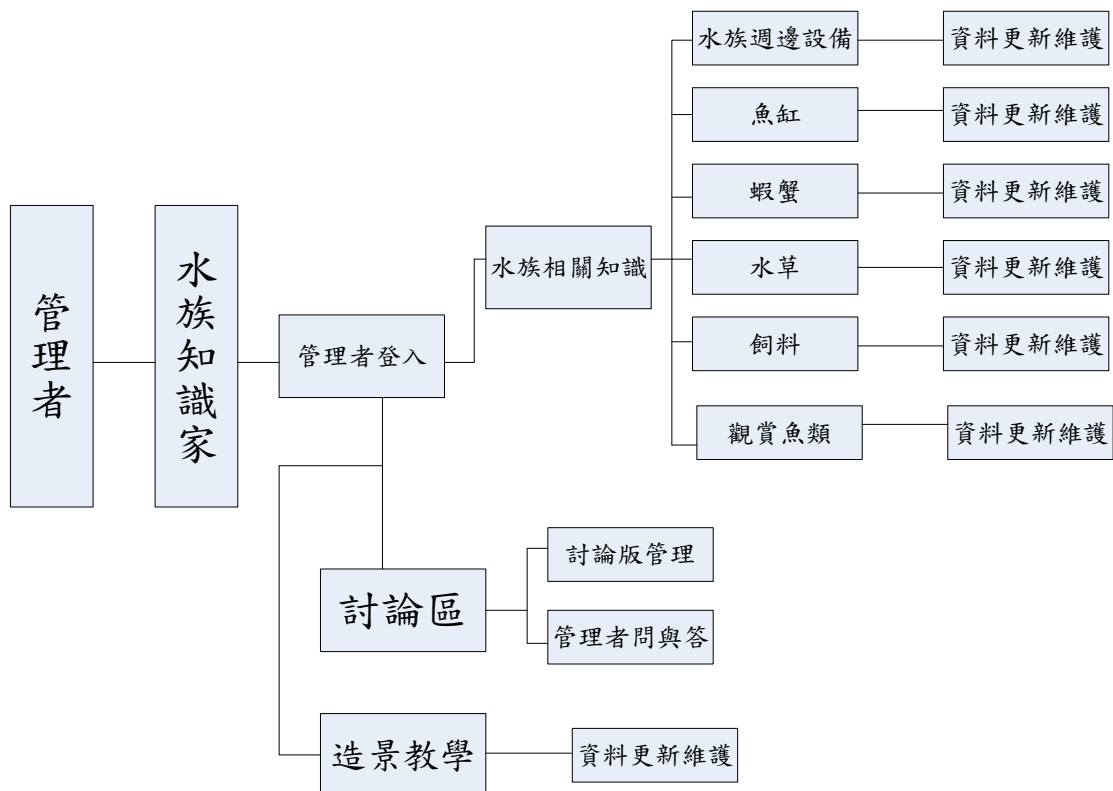 管理者
水族知識家
管理者登入
水族相關知識
水族週邊設備
資料更新維護
魚缸
資料更新維護
蝦蟹
資料更新維護
水草
資料更新維護
飼料
資料更新維護
觀賞魚類
資料更新維護
討論區
討論版管理
管理者問與答
造景教學
資料更新維護